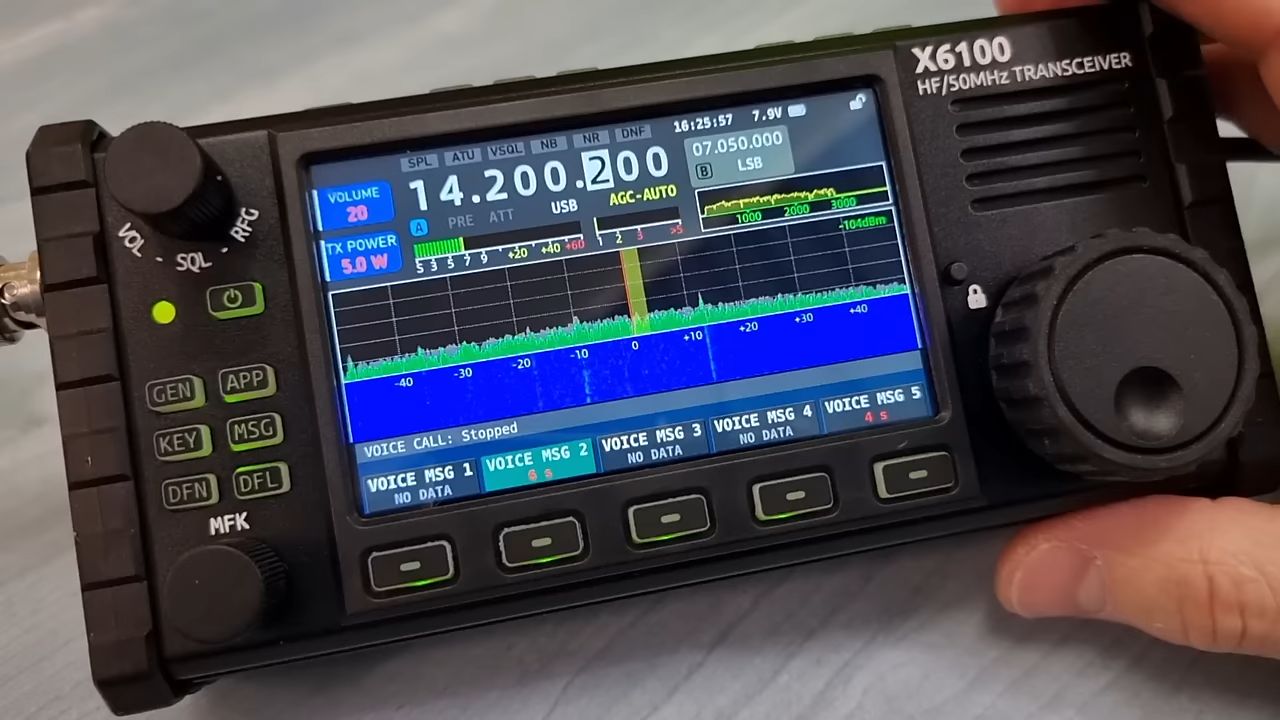 X6100
HF/50MHz TRANSCEIVER
16:25:57 7.9V
SPL ATU VSQL NB NR DNF
VOLUME
20
14.200.200
07.050.000
B LSB
A PRE ATT USB AGC-AUTO
TX POWER
5.0 W
S 3 5 7 9 +20 +40 +60
1 2 3 >5
1000 2000 3000
-104dBm
-40 -30 -20 -10 0 +10 +20 +30 +40
VOICE CALL: Stopped
VOICE MSG 1
NO DATA
VOICE MSG 2
6 s
VOICE MSG 3
NO DATA
VOICE MSG 4
NO DATA
VOICE MSG 5
4 s
VOL - SQL - RFG
GEN APP
KEY MSG
DFN DFL
MFK